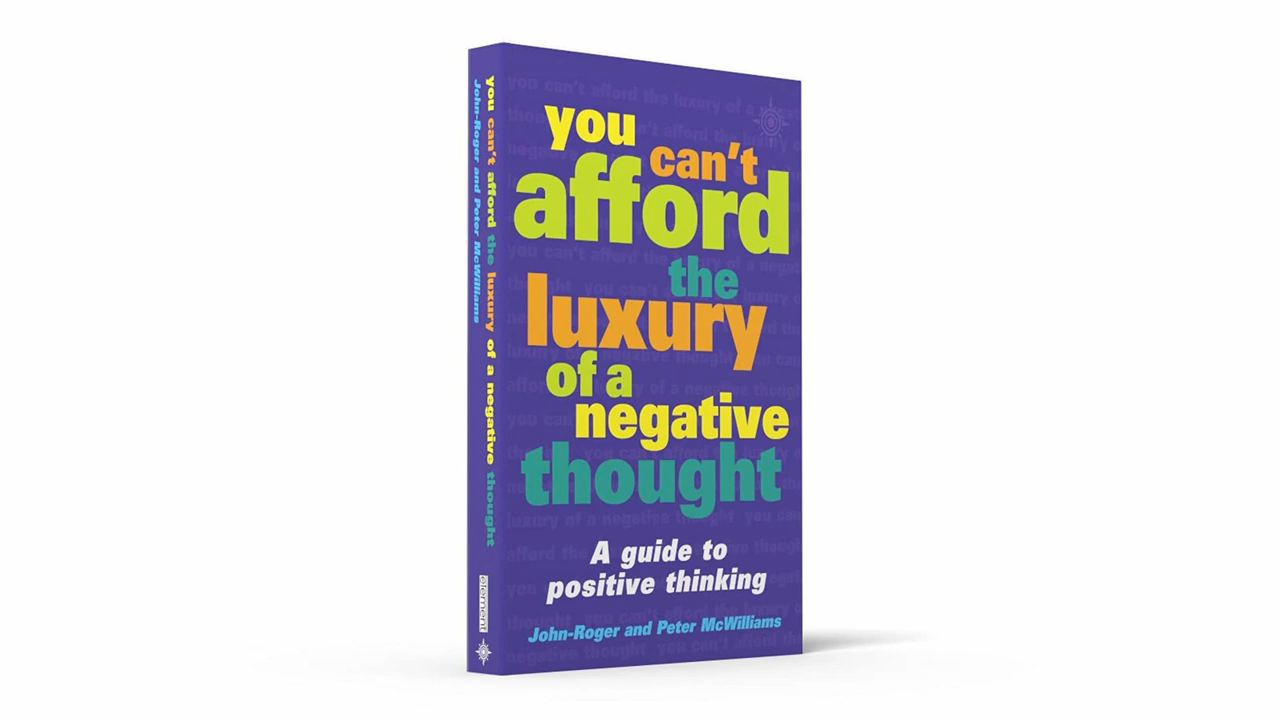 you
can't
afford
the
luxury
of a
negative
thought
A guide to
positive thinking
John-Roger and Peter McWilliams
you can't afford the luxury of a negative thought
John-Roger and Peter McWilliams
element